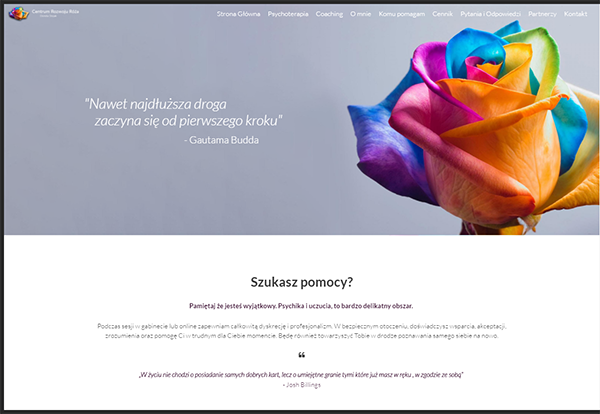 Centrum Rozwoju Róża
Strona Główna Psychoterapia Coaching O mnie Komu pomagam Cennik Pytania i Odpowiedzi Partnerzy Kontakt
"Nawet najdłuższa droga
zaczyna się od pierwszego kroku"
- Gautama Budda
Szukasz pomocy?
Pamiętaj że jesteś wyjątkowy. Psychika i uczucia, to bardzo delikatny obszar.
Podczas sesji w gabinecie lub online zapewniam całkowitą dyskrecję i profesjonalizm. W bezpiecznym otoczeniu, doświadczysz wsparcia, akceptacji,
zrozumienia oraz pomogę Ci w trudnym dla Ciebie momencie. Będę również towarzyszyć Tobie w drodze poznawania samego siebie na nowo.
❝
„W życiu nie chodzi o posiadanie samych dobrych kart, lecz o umiejętne granie tymi które już masz w ręku , w zgodzie ze sobą"
- Josh Billings